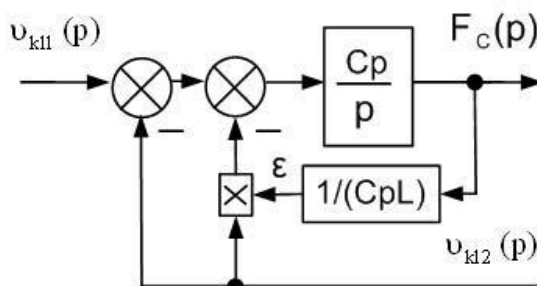 υkl1 (p)
FC(p)
Cp
p
−
−
ε
1/(CpL)
υkl2 (p)